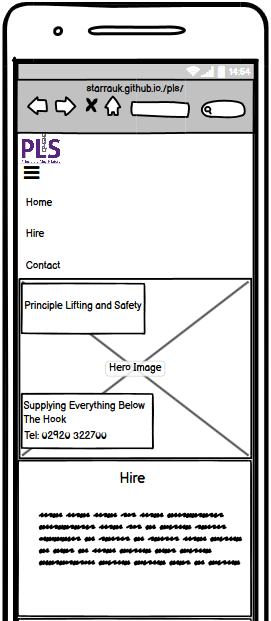 14:54
starrauk.github.io./pls/
PLS
Home
Hire
Contact
Principle Lifting and Safety
Hero Image
Supplying Everything Below
The Hook
Tel: 02920 322700
Hire